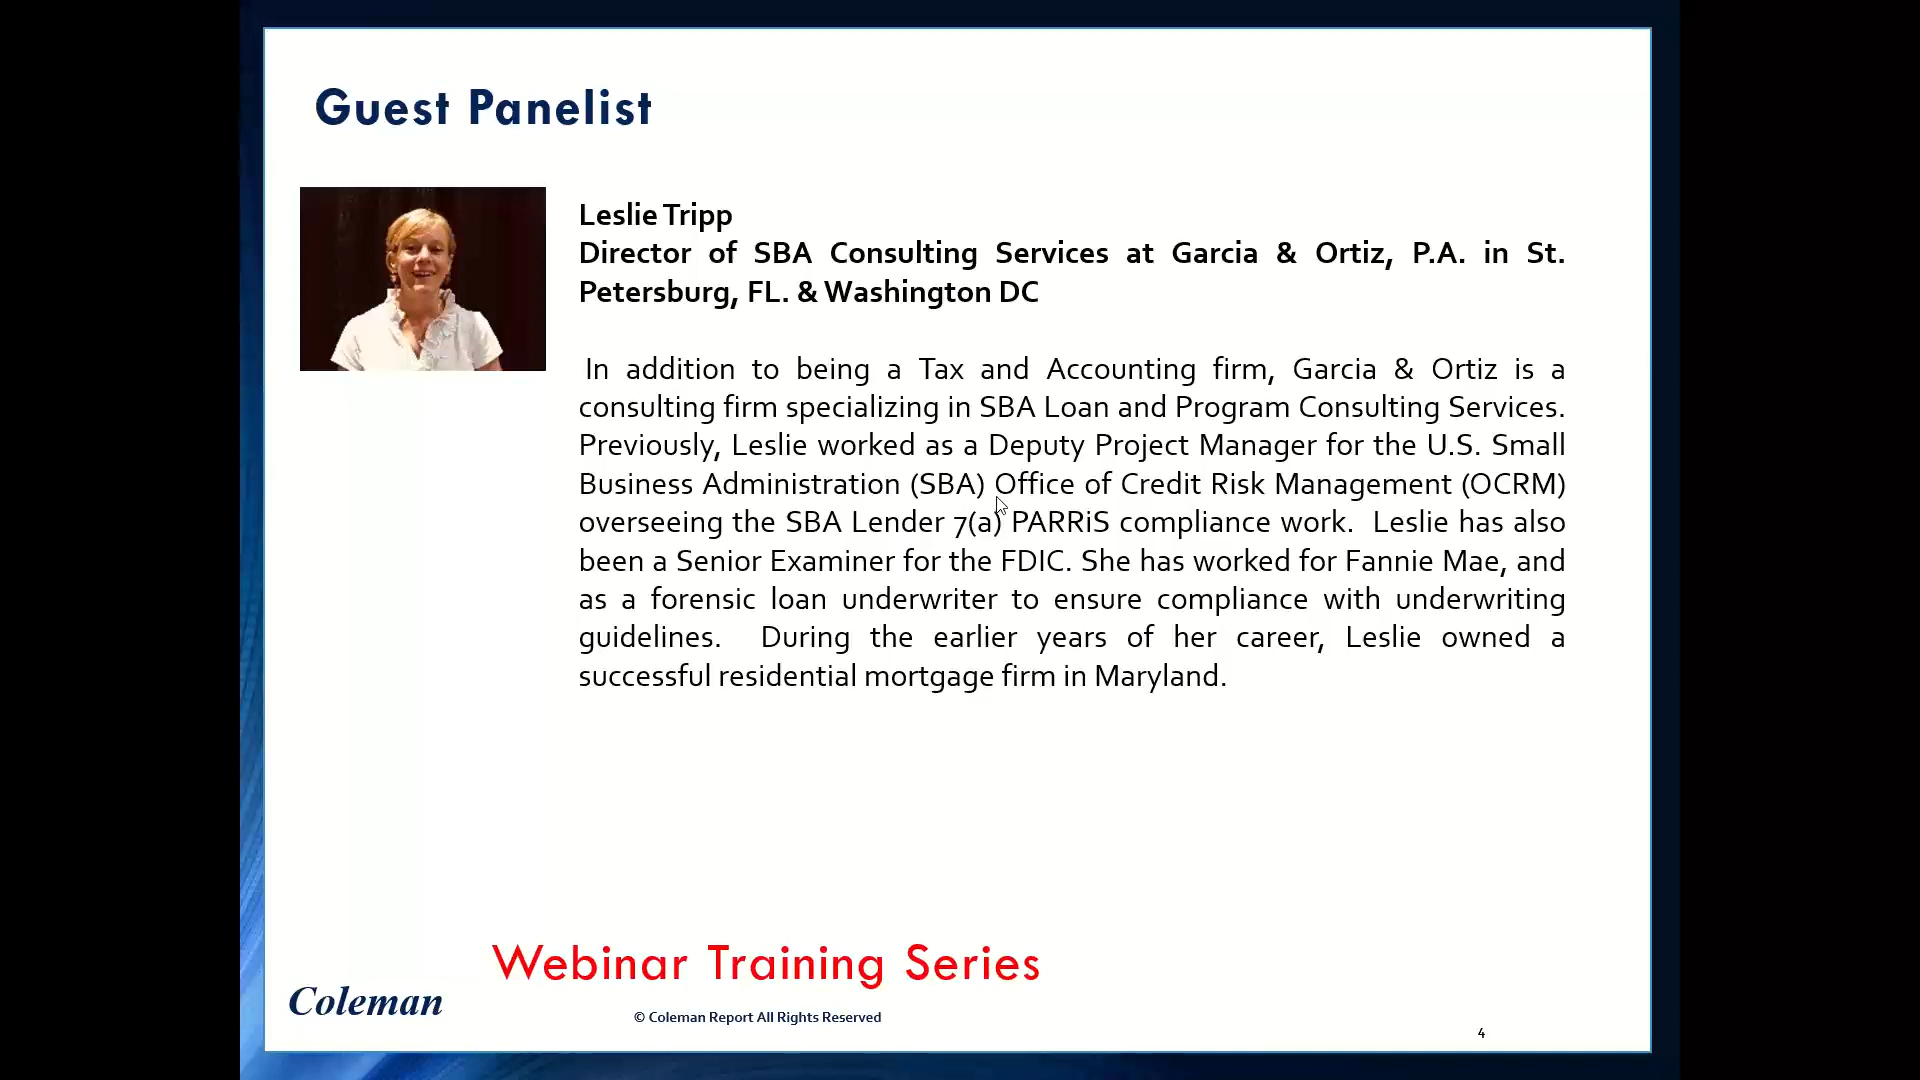 Guest Panelist
Leslie Tripp
Director of SBA Consulting Services at Garcia & Ortiz, P.A. in St.
Petersburg, FL. & Washington DC
In addition to being a Tax and Accounting firm, Garcia & Ortiz is a
consulting firm specializing in SBA Loan and Program Consulting Services.
Previously, Leslie worked as a Deputy Project Manager for the U.S. Small
Business Administration (SBA) Office of Credit Risk Management (OCRM)
overseeing the SBA Lender 7(a) PARRiS compliance work. Leslie has also
been a Senior Examiner for the FDIC. She has worked for Fannie Mae, and
as a forensic loan underwriter to ensure compliance with underwriting
guidelines. During the earlier years of her career, Leslie owned a
successful residential mortgage firm in Maryland.
Webinar Training Series
Coleman
© Coleman Report All Rights Reserved
4